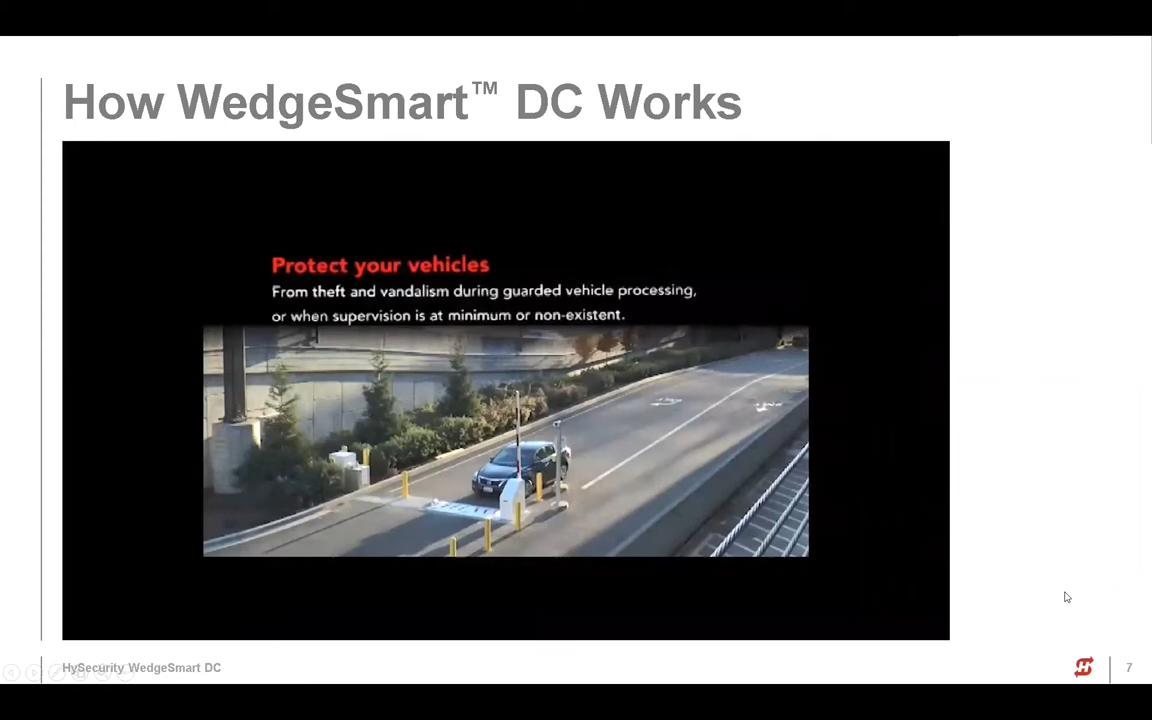 How WedgeSmart™ DC Works
Protect your vehicles
From theft and vandalism during guarded vehicle processing,
or when supervision is at minimum or non-existent.
HySecurity WedgeSmart DC
7